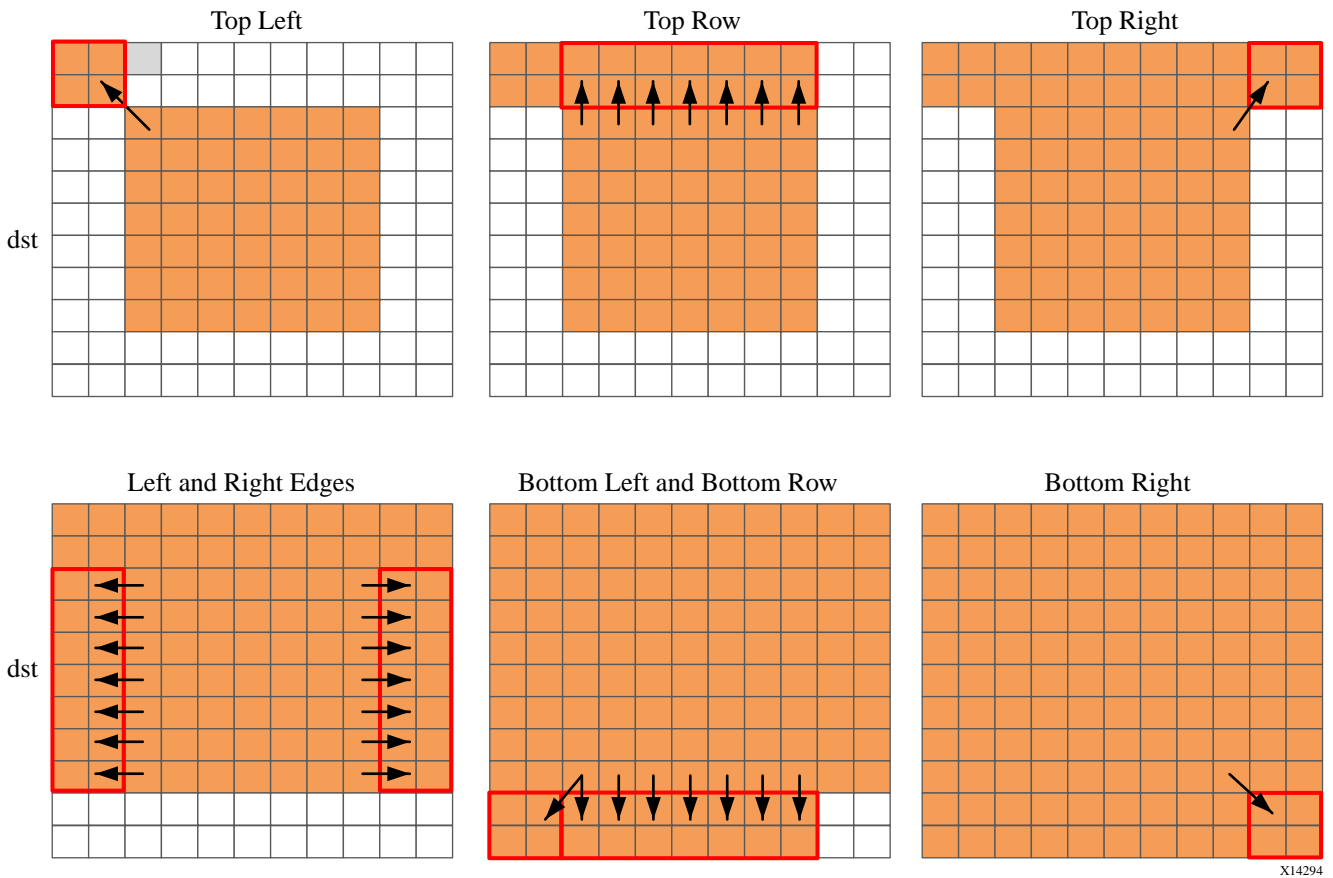 Top Left
Top Row
Top Right
dst
Left and Right Edges
Bottom Left and Bottom Row
Bottom Right
dst
X14294